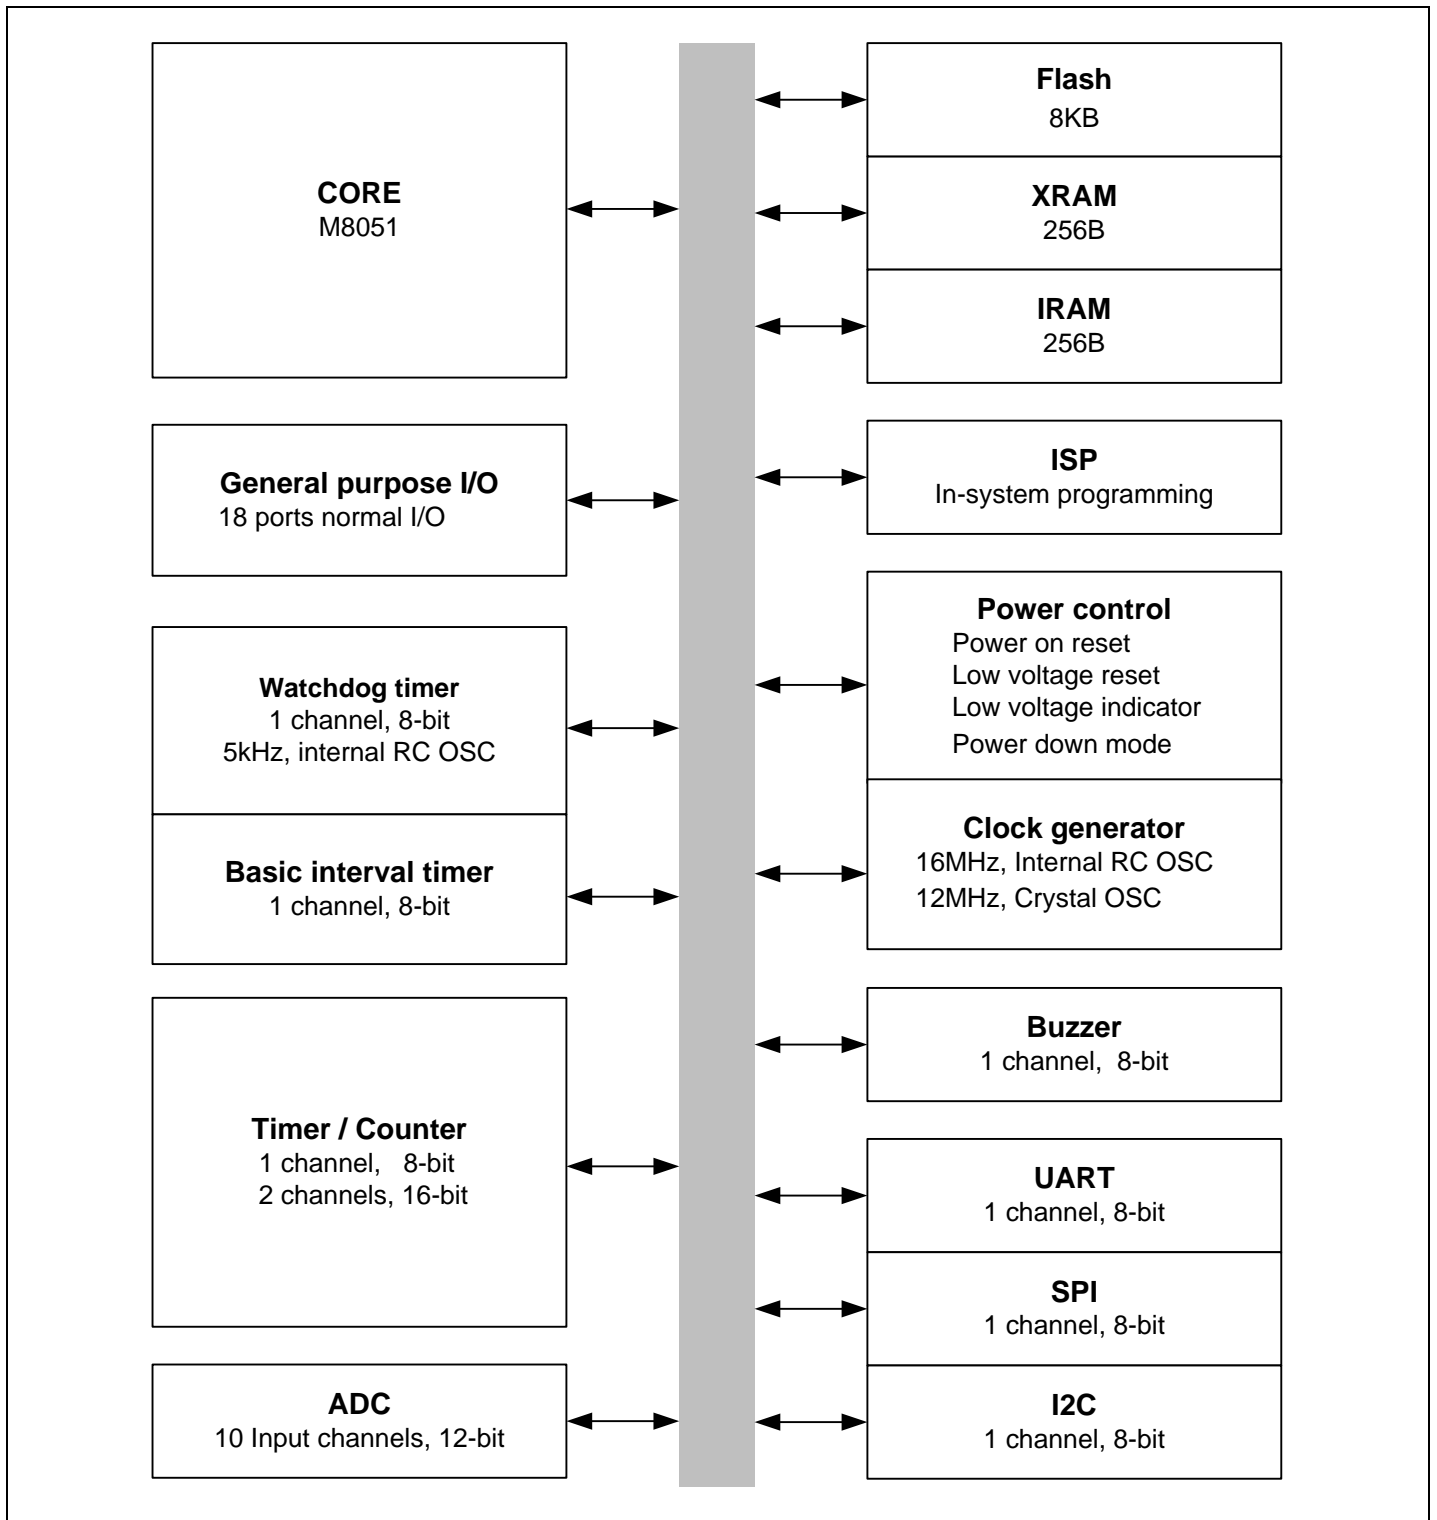 CORE
M8051
General purpose I/O
18 ports normal I/O
Watchdog timer
1 channel, 8-bit
5kHz, internal RC OSC
Basic interval timer
1 channel, 8-bit
Timer / Counter
1 channel, 8-bit
2 channels, 16-bit
ADC
10 Input channels, 12-bit
Flash
8KB
XRAM
256B
IRAM
256B
ISP
In-system programming
Power control
Power on reset
Low voltage reset
Low voltage indicator
Power down mode
Clock generator
16MHz, Internal RC OSC
12MHz, Crystal OSC
Buzzer
1 channel, 8-bit
UART
1 channel, 8-bit
SPI
1 channel, 8-bit
I2C
1 channel, 8-bit